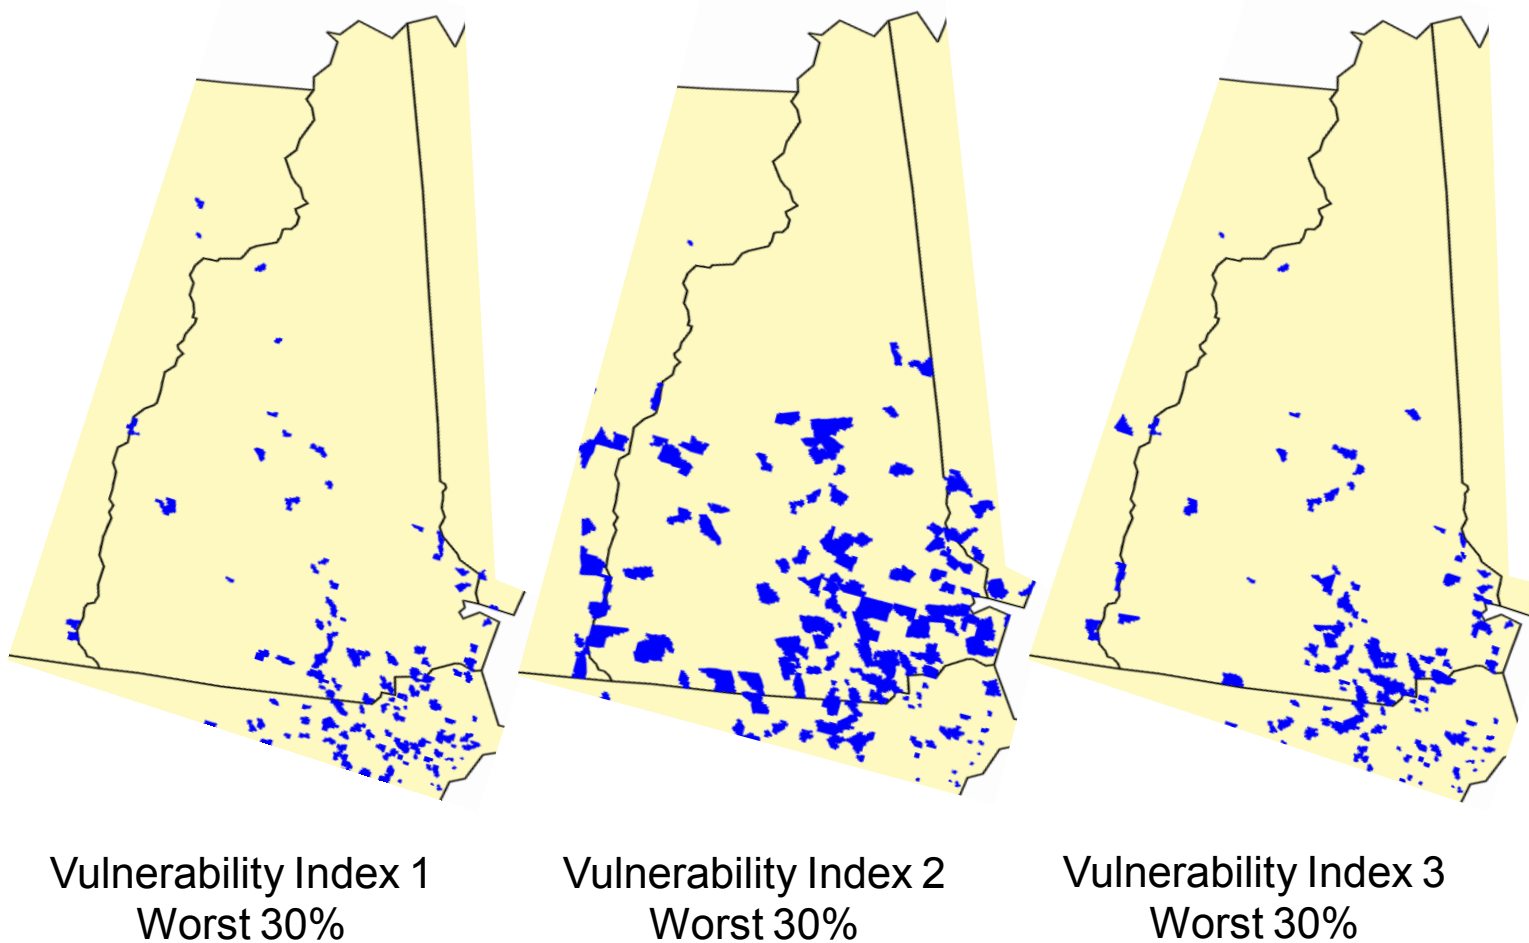 Vulnerability Index 1
Worst 30%
Vulnerability Index 2
Worst 30%
Vulnerability Index 3
Worst 30%